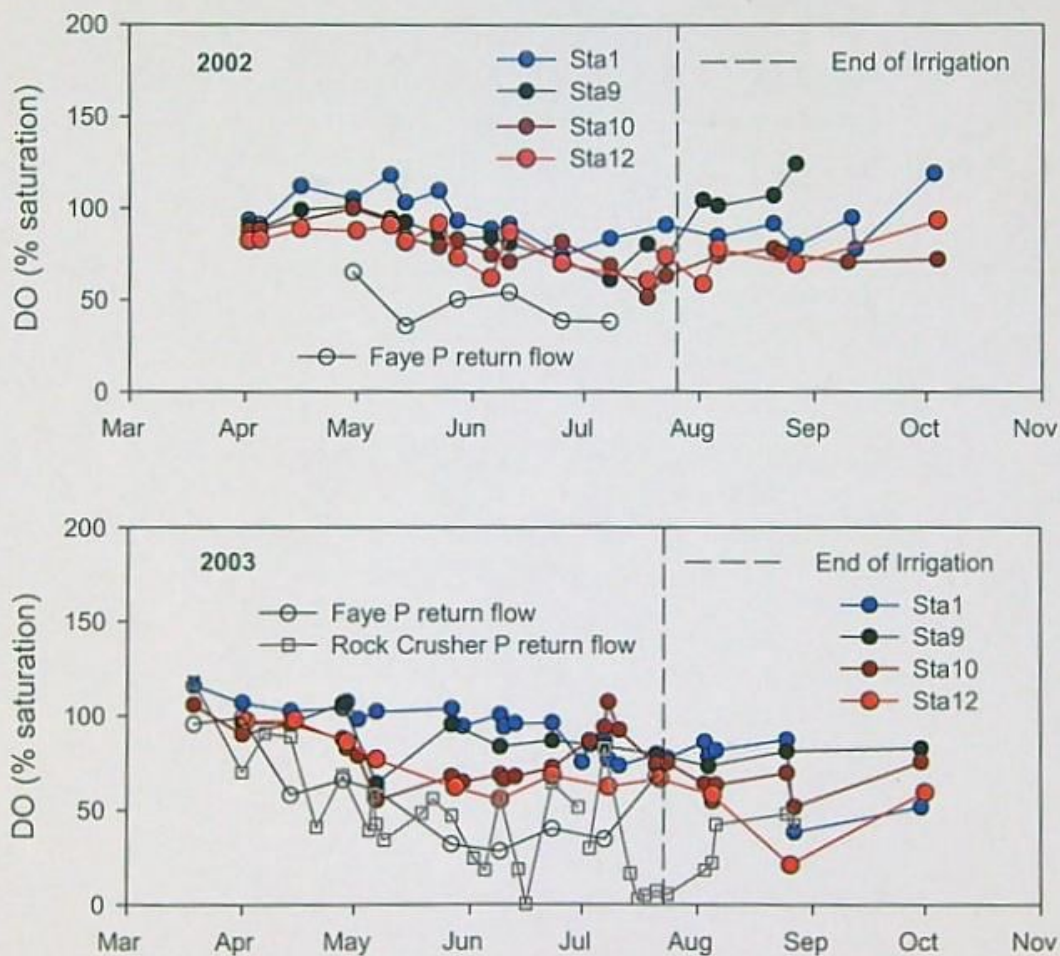 200
2002
Sta1
End of Irrigation
Sta9
150
Sta10
Sta12
100
DO (% saturation)
50
Faye P return flow
0
Mar Apr May Jun Jul Aug Sep Oct Nov
200
2003
End of Irrigation
Faye P return flow
Sta1
Rock Crusher P return flow
Sta9
150
Sta10
Sta12
100
DO (% saturation)
50
0
Mar Apr May Jun Jul Aug Sep Oct Nov